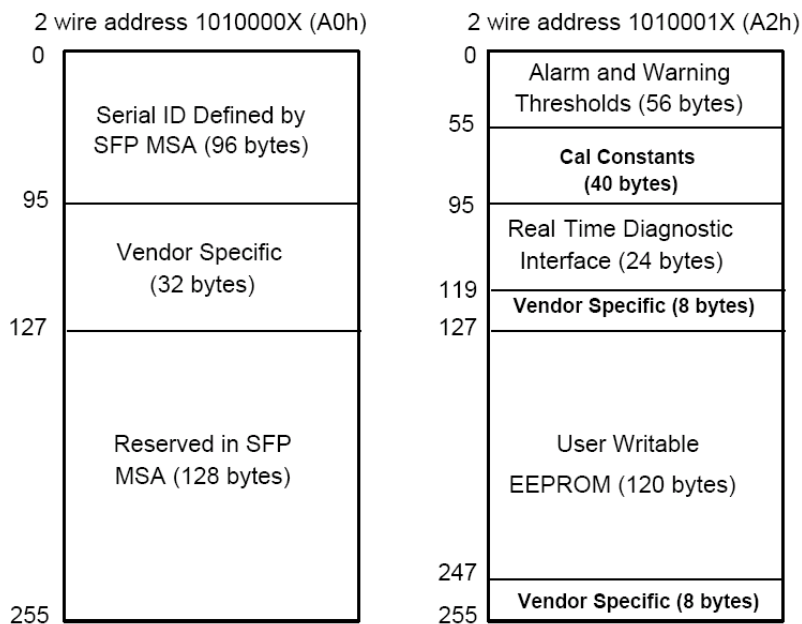 2 wire address 1010000X (A0h)
0
Serial ID Defined by
SFP MSA (96 bytes)
95
Vendor Specific
(32 bytes)
127
Reserved in SFP
MSA (128 bytes)
255
2 wire address 1010001X (A2h)
0
Alarm and Warning
Thresholds (56 bytes)
55
Cal Constants
(40 bytes)
95
Real Time Diagnostic
Interface (24 bytes)
119
Vendor Specific (8 bytes)
127
User Writable
EEPROM (120 bytes)
247
Vendor Specific (8 bytes)
255